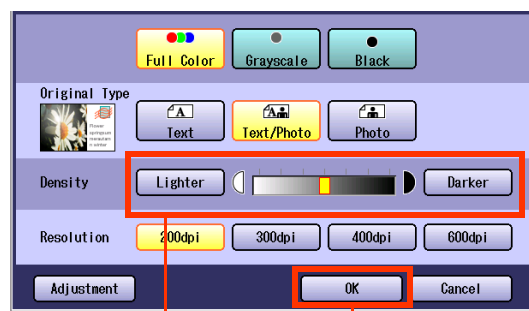 Full Color Grayscale Black
Original Type
Text Text/Photo Photo
Density Lighter Darker
Resolution 200dpi 300dpi 400dpi 600dpi
Adjustment OK Cancel